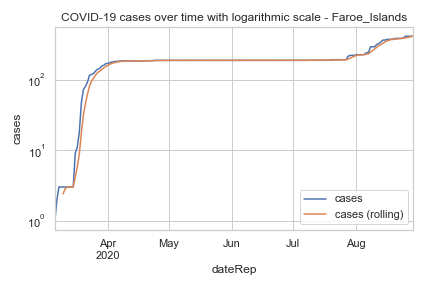 COVID-19 cases over time with logarithmic scale - Faroe_Islands
cases
10²
10¹
10⁰
cases
cases (rolling)
Apr
2020
May
Jun
Jul
Aug
dateRep